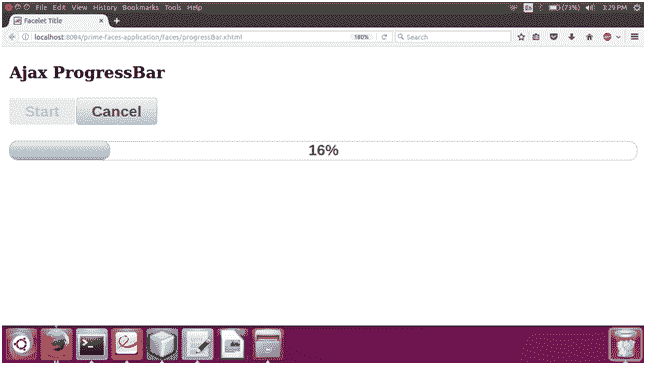 File Edit View History Bookmarks Tools Help
En (73%) 3:29 PM
Facelet Title
localhost:8084/prime-faces-application/faces/progressBar.xhtml 180% Search
Ajax ProgressBar
Start Cancel
16%